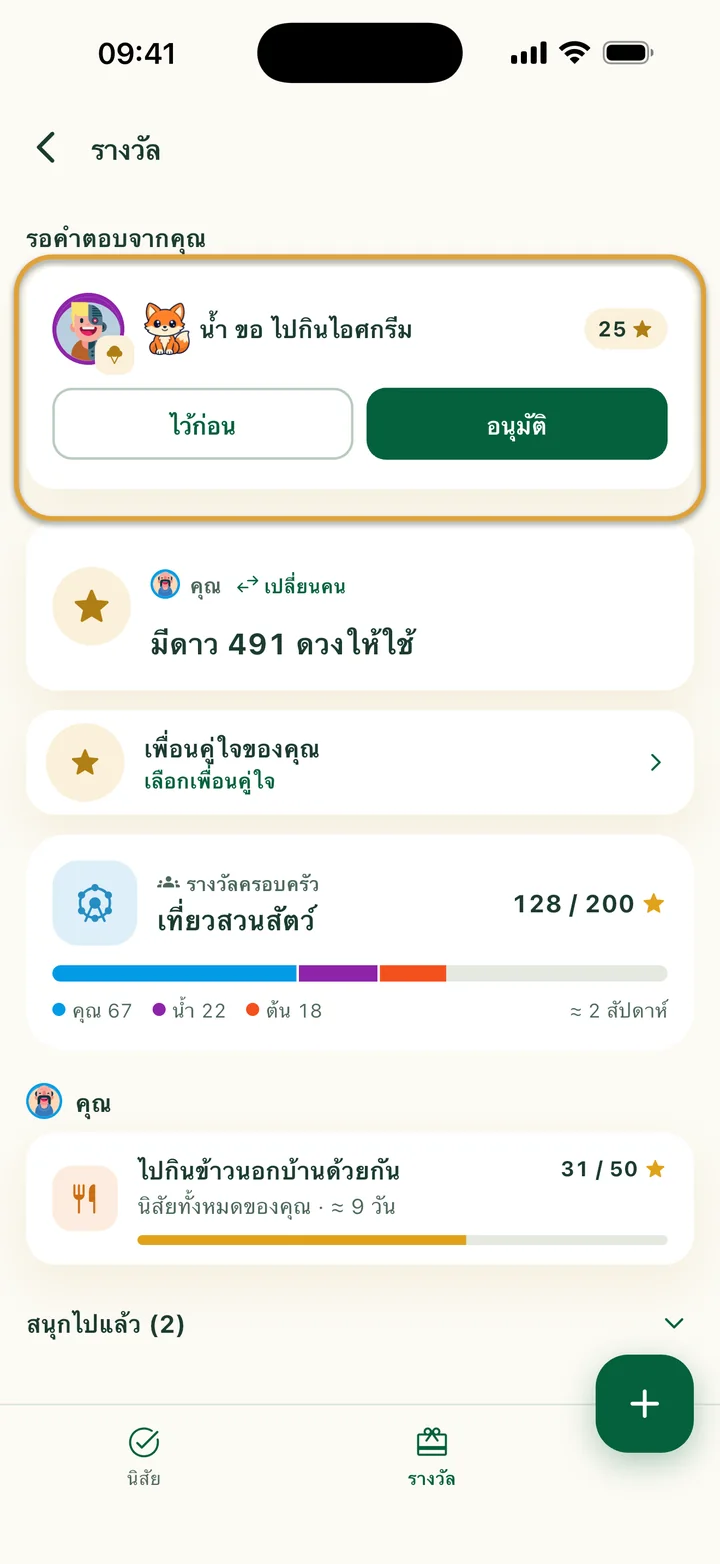 09:41
รางวัล
รอคำตอบจากคุณ
น้ำ ขอ ไปกินไอศกรีม
25
ไว้ก่อน
อนุมัติ
คุณ เปลี่ยนคน
มีดาว 491 ดวงให้ใช้
เพื่อนคู่ใจของคุณ
เลือกเพื่อนคู่ใจ
รางวัลครอบครัว
เที่ยวสวนสัตว์
128 / 200
คุณ 67 น้ำ 22 ต้น 18 ≈ 2 สัปดาห์
คุณ
ไปกินข้าวนอกบ้านด้วยกัน
31 / 50
นิสัยทั้งหมดของคุณ · ≈ 9 วัน
สนุกไปแล้ว (2)
นิสัย
รางวัล